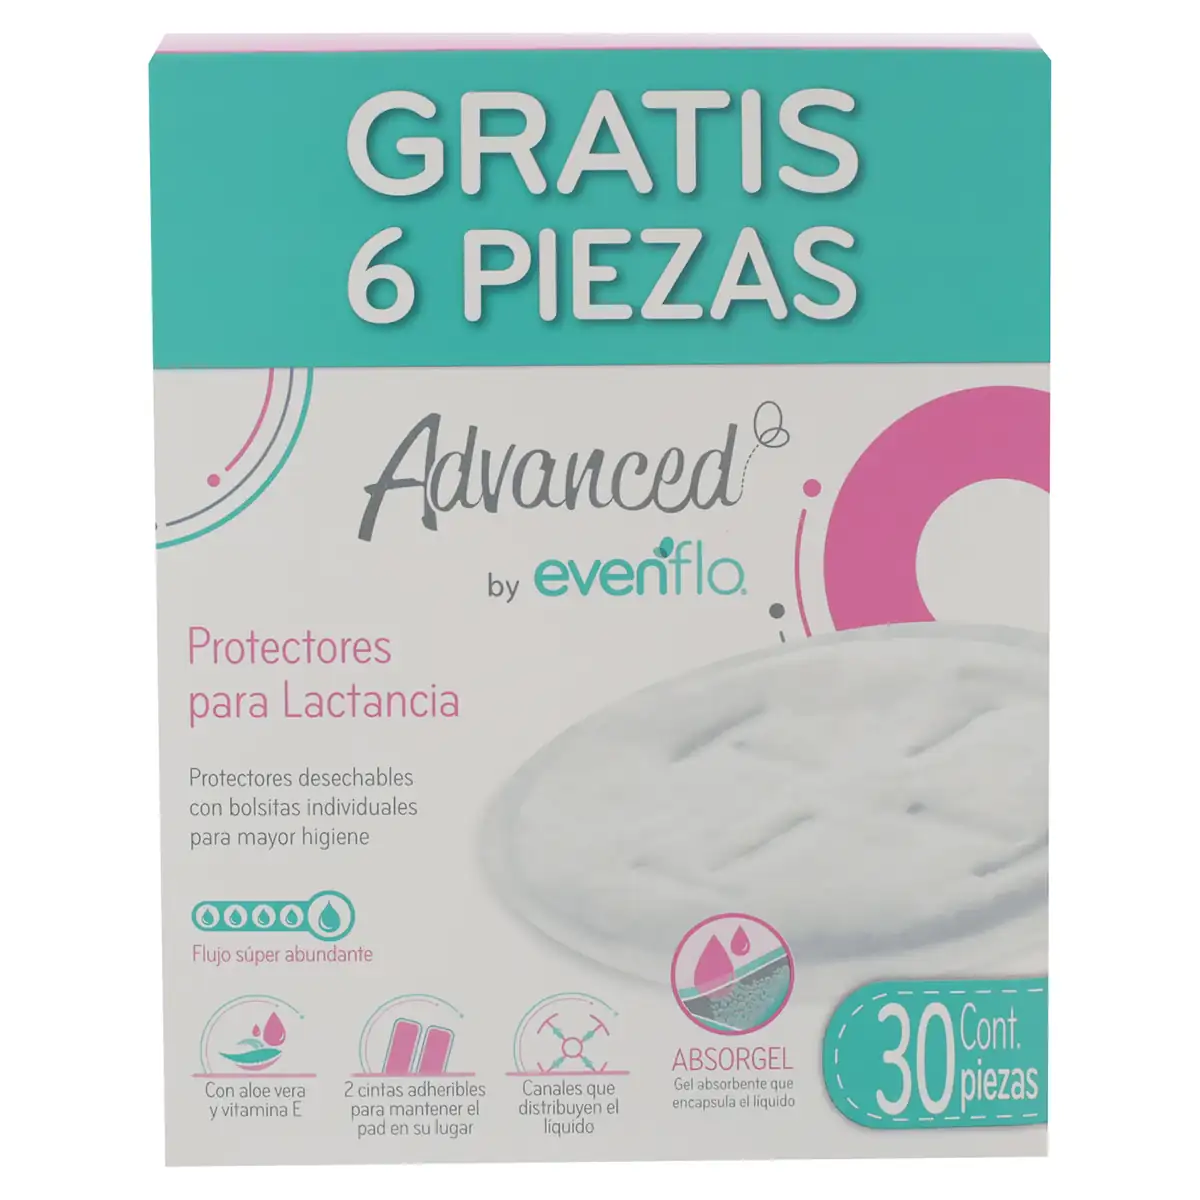 GRATIS
6 PIEZAS
Advanced
by evenflo®
Protectores
para Lactancia
Protectores desechables
con bolsitas individuales
para mayor higiene
Flujo súper abundante
Con aloe vera
y vitamina E
2 cintas adheribles
para mantener el
pad en su lugar
Canales que
distribuyen el
líquido
ABSORGEL
Gel absorbente que
encapsula el líquido
30 Cont.
piezas